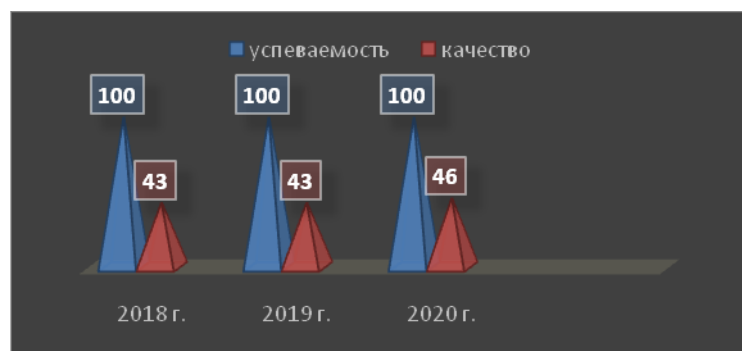 успеваемость качество
100 100 100
43 43 46
2018 г. 2019 г. 2020 г.